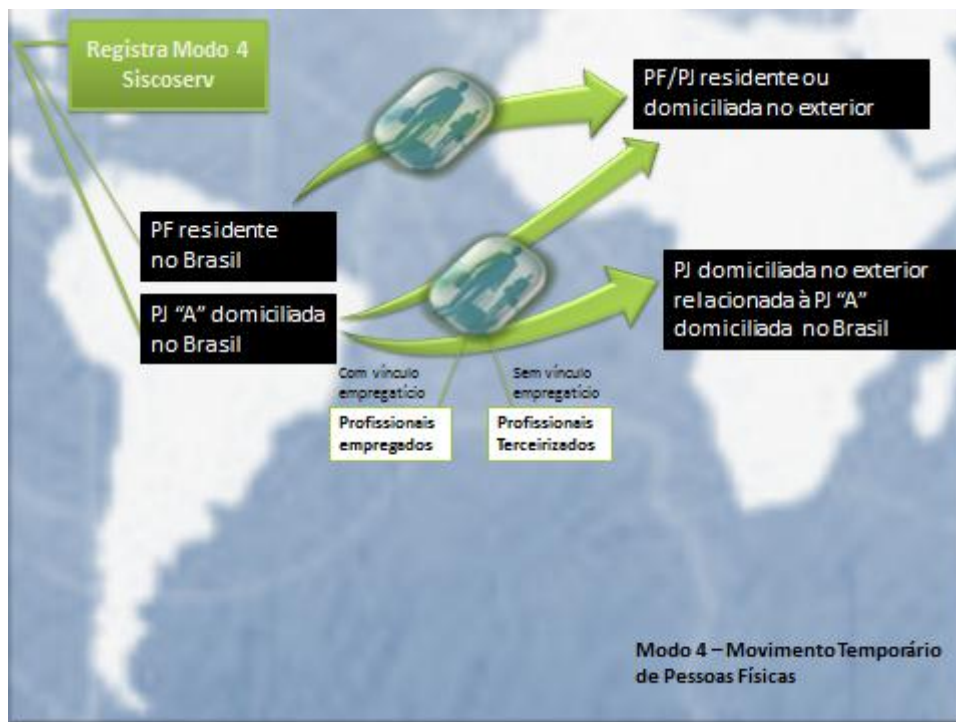 Registra Modo 4
Siscoserv
PF/PJ residente ou
domiciliada no exterior
PF residente
no Brasil
PJ “A” domiciliada
no Brasil
PJ domiciliada no exterior
relacionada à PJ “A”
domiciliada no Brasil
Com vínculo
empregatício
Sem vínculo
empregatício
Profissionais
empregados
Profissionais
Terceirizados
Modo 4 – Movimento Temporário
de Pessoas Físicas